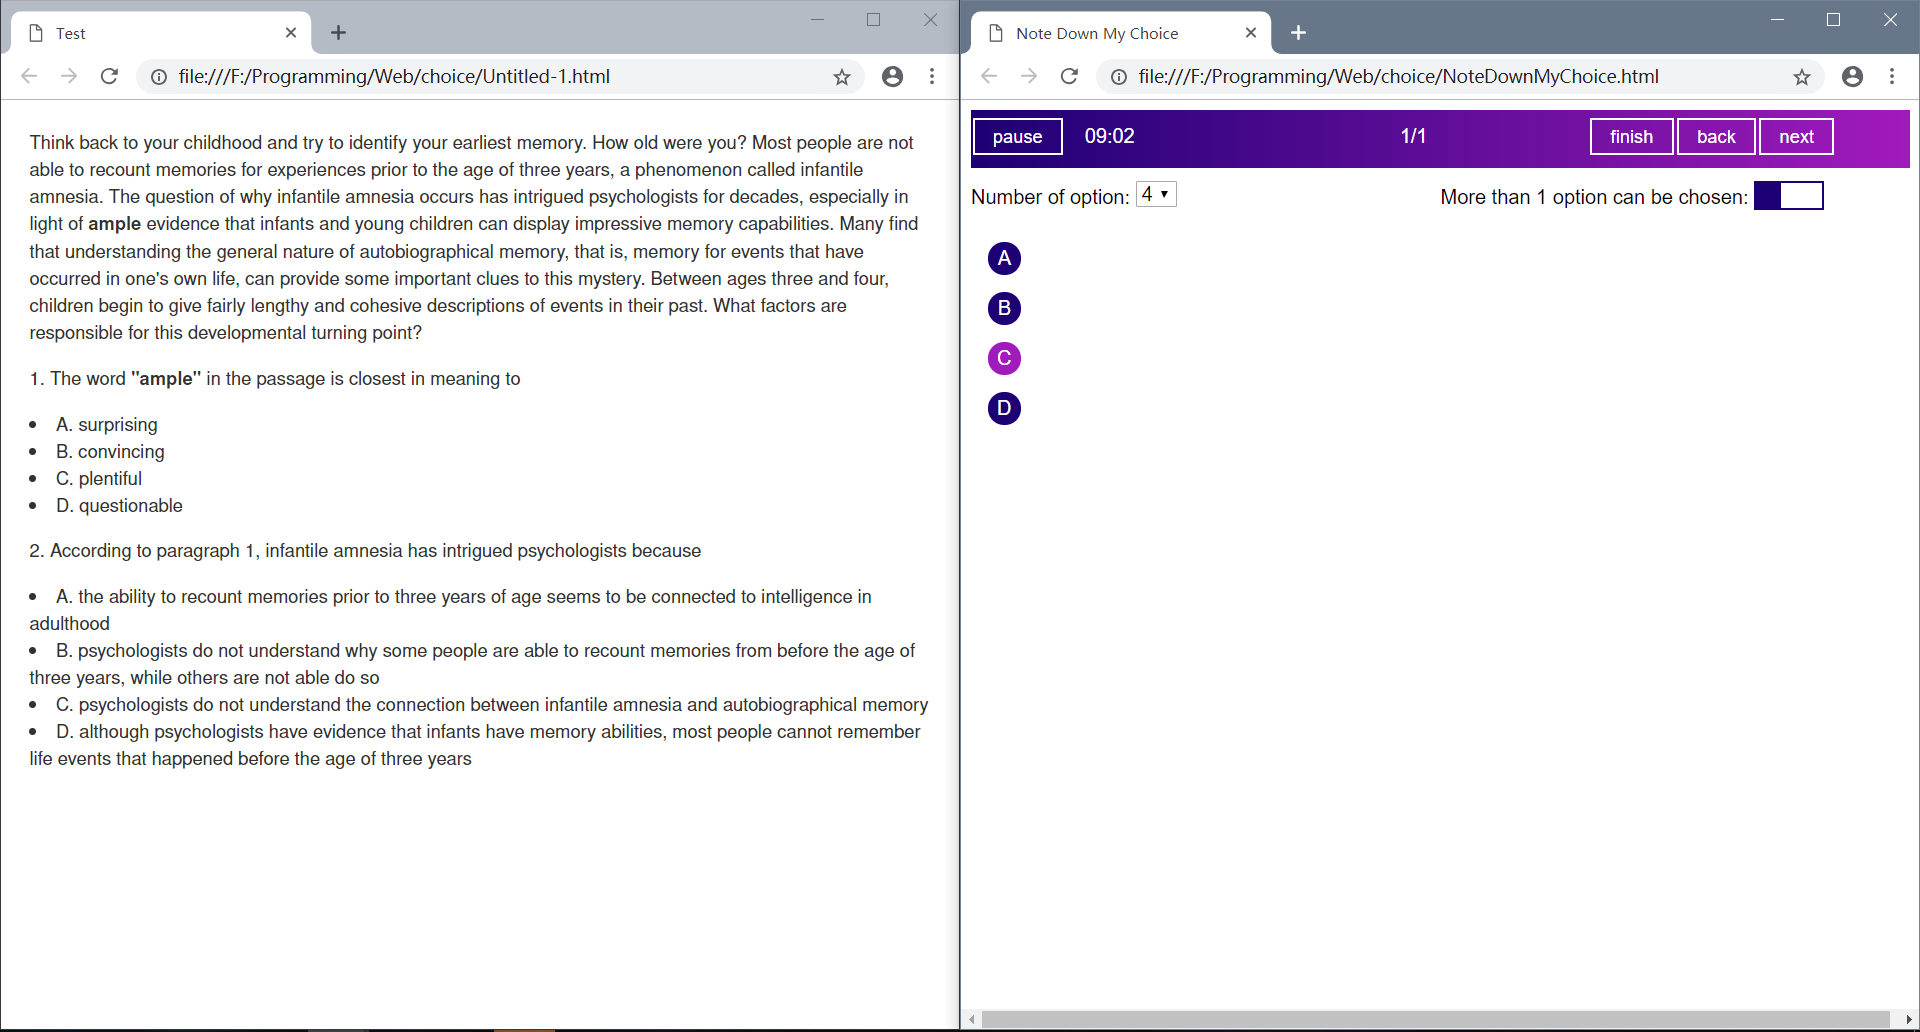 Test
file:///F:/Programming/Web/choice/Untitled-1.html
Think back to your childhood and try to identify your earliest memory. How old were you? Most people are not
able to recount memories for experiences prior to the age of three years, a phenomenon called infantile
amnesia. The question of why infantile amnesia occurs has intrigued psychologists for decades, especially in
light of ample evidence that infants and young children can display impressive memory capabilities. Many find
that understanding the general nature of autobiographical memory, that is, memory for events that have
occurred in one's own life, can provide some important clues to this mystery. Between ages three and four,
children begin to give fairly lengthy and cohesive descriptions of events in their past. What factors are
responsible for this developmental turning point?
1. The word "ample" in the passage is closest in meaning to
A. surprising
B. convincing
C. plentiful
D. questionable
2. According to paragraph 1, infantile amnesia has intrigued psychologists because
A. the ability to recount memories prior to three years of age seems to be connected to intelligence in
adulthood
B. psychologists do not understand why some people are able to recount memories from before the age of
three years, while others are not able do so
C. psychologists do not understand the connection between infantile amnesia and autobiographical memory
D. although psychologists have evidence that infants have memory abilities, most people cannot remember
life events that happened before the age of three years
Note Down My Choice
file:///F:/Programming/Web/choice/NoteDownMyChoice.html
pause 09:02 1/1 finish back next
Number of option: 4 More than 1 option can be chosen:
A
B
C
D